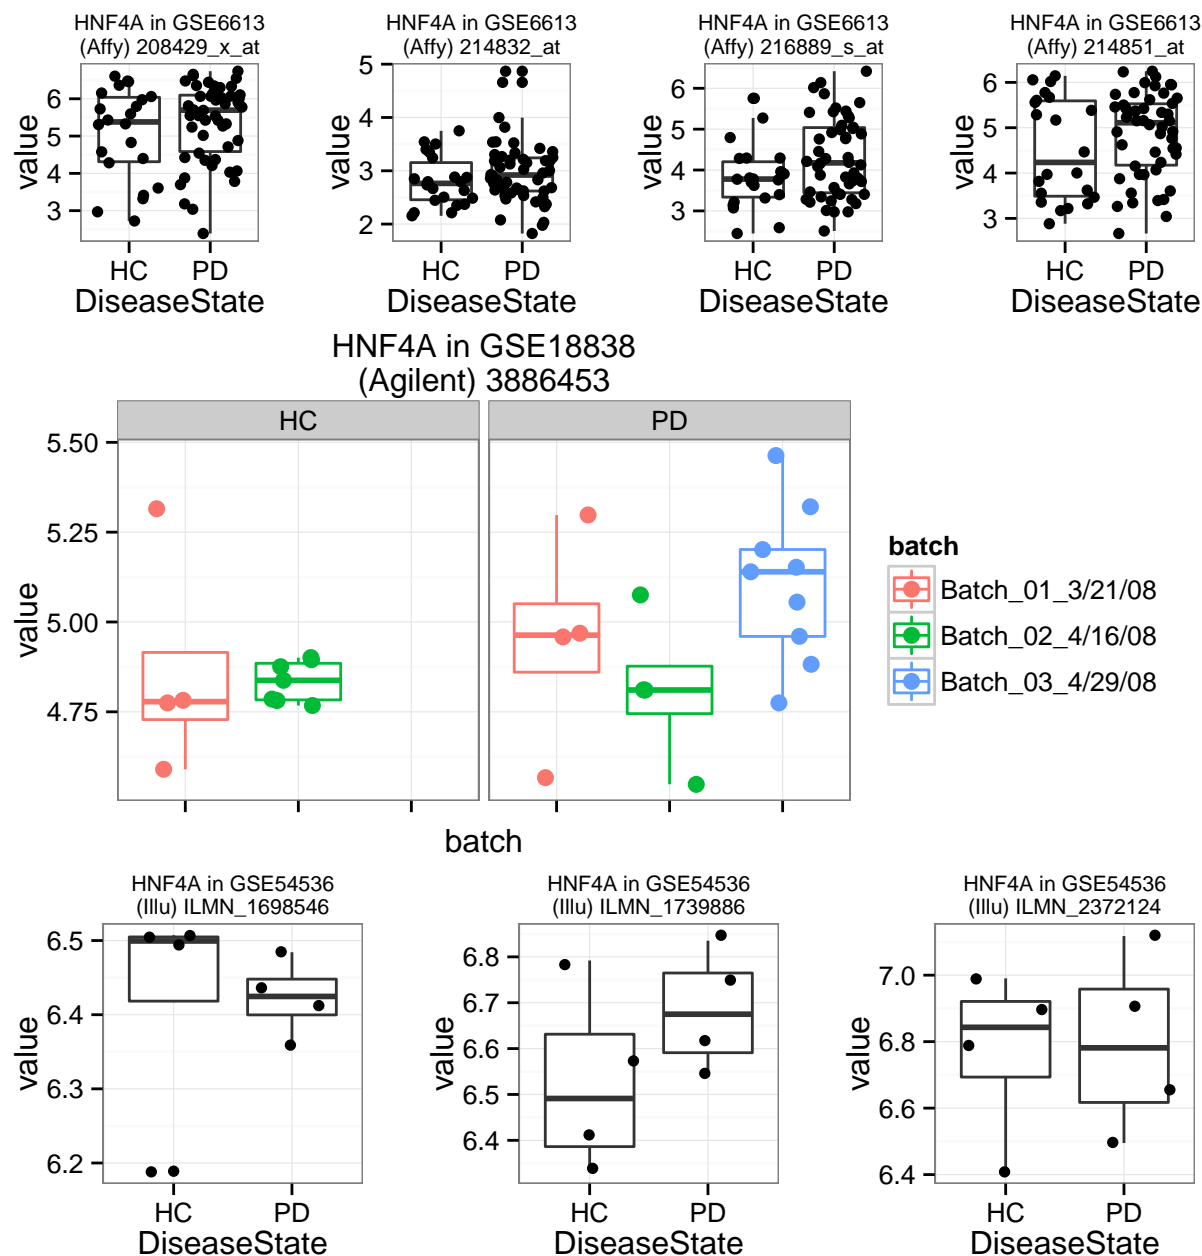 HNF4A in GSE6613
(Affy) 208429_x_at
HNF4A in GSE6613
(Affy) 214832_at
HNF4A in GSE6613
(Affy) 216889_s_at
HNF4A in GSE6613
(Affy) 214851_at
value
6
5
4
3
HC PD
DiseaseState
value
5
4
3
2
HC PD
DiseaseState
value
6
5
4
3
HC PD
DiseaseState
value
6
5
4
3
HC PD
DiseaseState
HNF4A in GSE18838
(Agilent) 3886453
HC PD
value
5.50
5.25
5.00
4.75
batch
batch
Batch_01_3/21/08
Batch_02_4/16/08
Batch_03_4/29/08
HNF4A in GSE54536
(Illu) ILMN_1698546
value
6.5
6.4
6.3
6.2
HC PD
DiseaseState
HNF4A in GSE54536
(Illu) ILMN_1739886
value
6.8
6.7
6.6
6.5
6.4
HC PD
DiseaseState
HNF4A in GSE54536
(Illu) ILMN_2372124
value
7.0
6.8
6.6
6.4
HC PD
DiseaseState